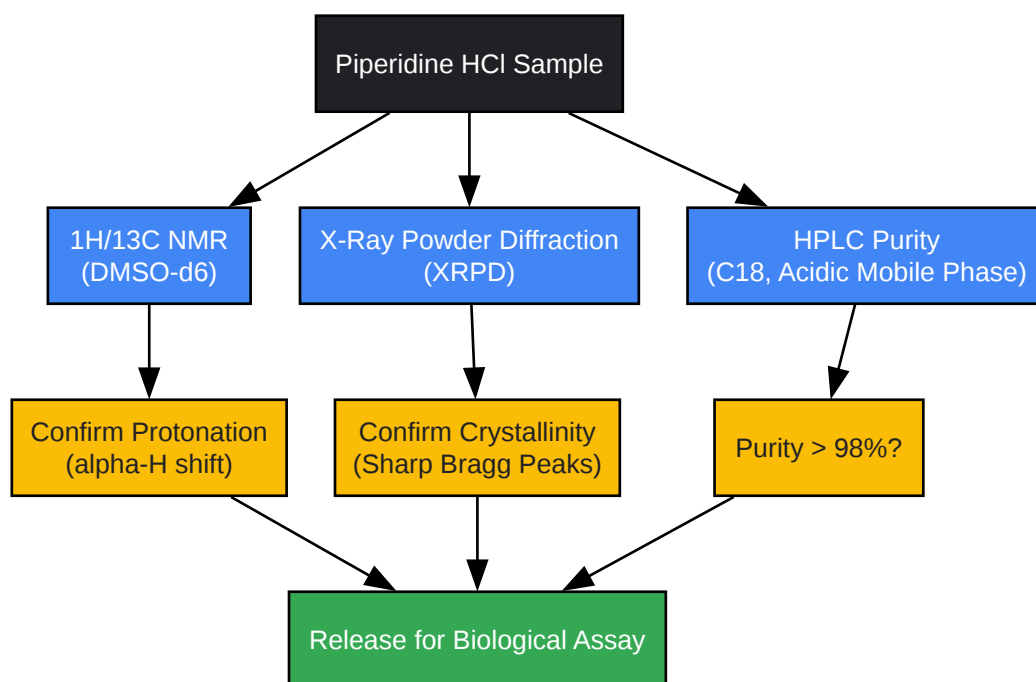 Piperidine HCl Sample
1H/13C NMR
(DMSO-d6)
X-Ray Powder Diffraction
(XRPD)
HPLC Purity
(C18, Acidic Mobile Phase)
Confirm Protonation
(alpha-H shift)
Confirm Crystallinity
(Sharp Bragg Peaks)
Purity > 98%?
Release for Biological Assay